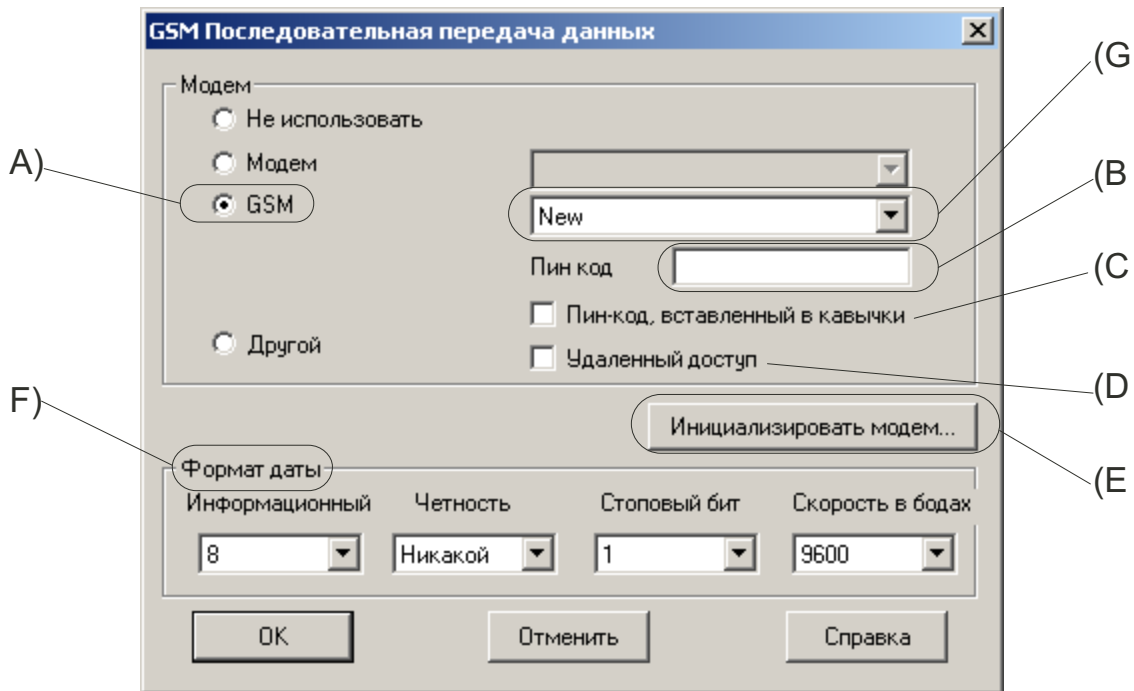 GSM Последовательная передача данных
(G
Модем
Не использовать
A)
Модем
(B
GSM
New
Пин код
(C
Пин-код, вставленный в кавычки
Другой
Удаленный доступ
(D
F)
Инициализировать модем...
(E
Формат даты
Информационный Четность Стоповый бит Скорость в бодах
8 Никакой 1 9600
OK Отменить Справка